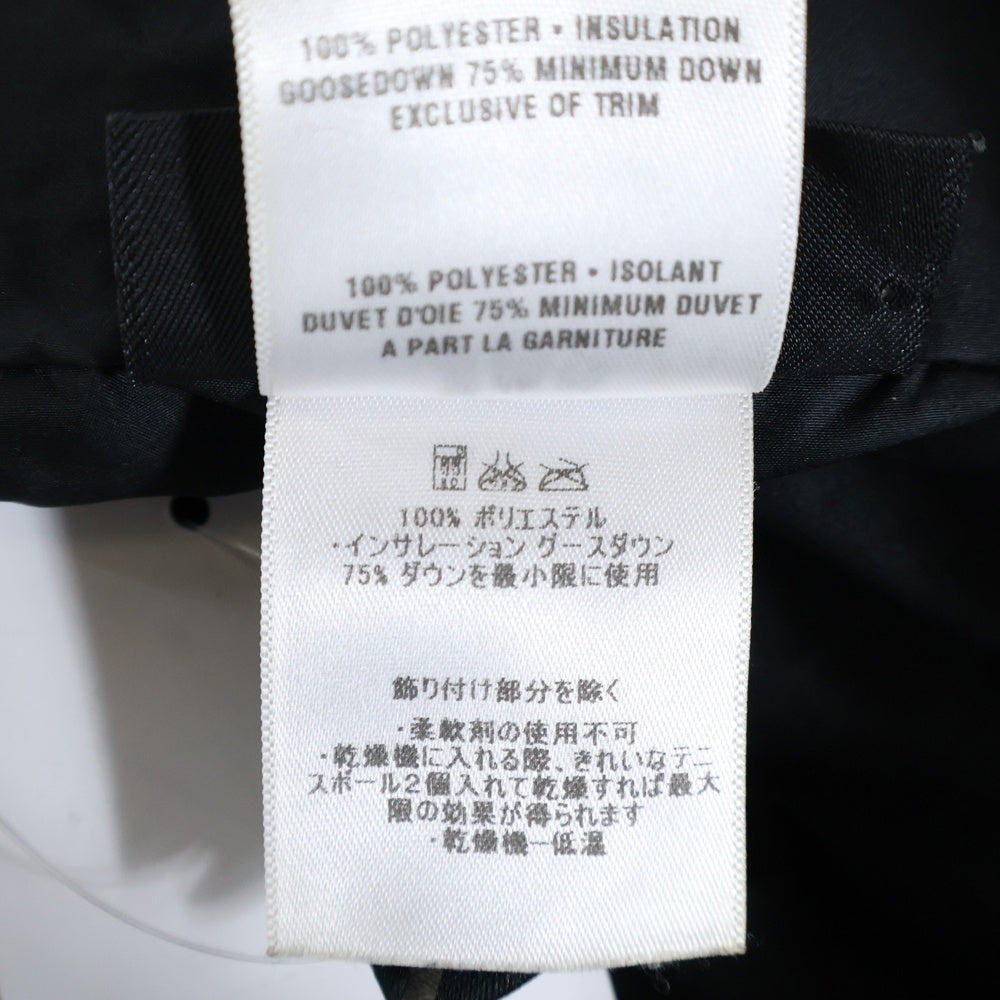 100% POLYESTER • INSULATION
GOOSEDOWN 75% MINIMUM DOWN
EXCLUSIVE OF TRIM
100% POLYESTER • ISOLANT
DUVET D'OIE 75% MINIMUM DUVET
A PART LA GARNITURE
100% ポリエステル
・インサレーション グースダウン
75% ダウンを最小限に使用
飾り付け部分を除く
・柔軟剤の使用不可
・乾燥機に入れる際、きれいなテニ
スボール2個入れて乾燥すれば最大
限の効果が得られます
・乾燥機ー低温